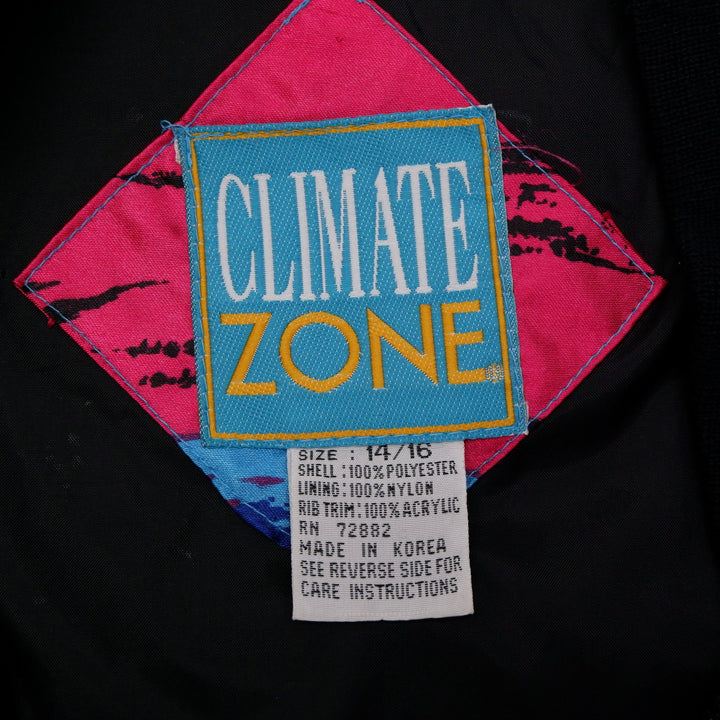 CLIMATE
ZONE®
SIZE : 14/16
SHELL:100%POLYESTER
LINING:100%NYLON
RIB TRIM:100%ACRYLIC
RN 72882
MADE IN KOREA
SEE REVERSE SIDE FOR
CARE INSTRUCTIONS